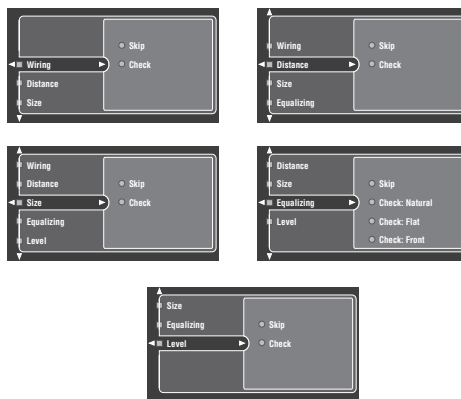 Skip
Wiring Check
Distance
Size
Wiring Skip
Distance Check
Size
Equalizing
Wiring
Distance Skip
Size Check
Equalizing
Level
Distance
Size Skip
Equalizing Check: Natural
Level Check: Flat
Check: Front
Size
Equalizing Skip
Level Check